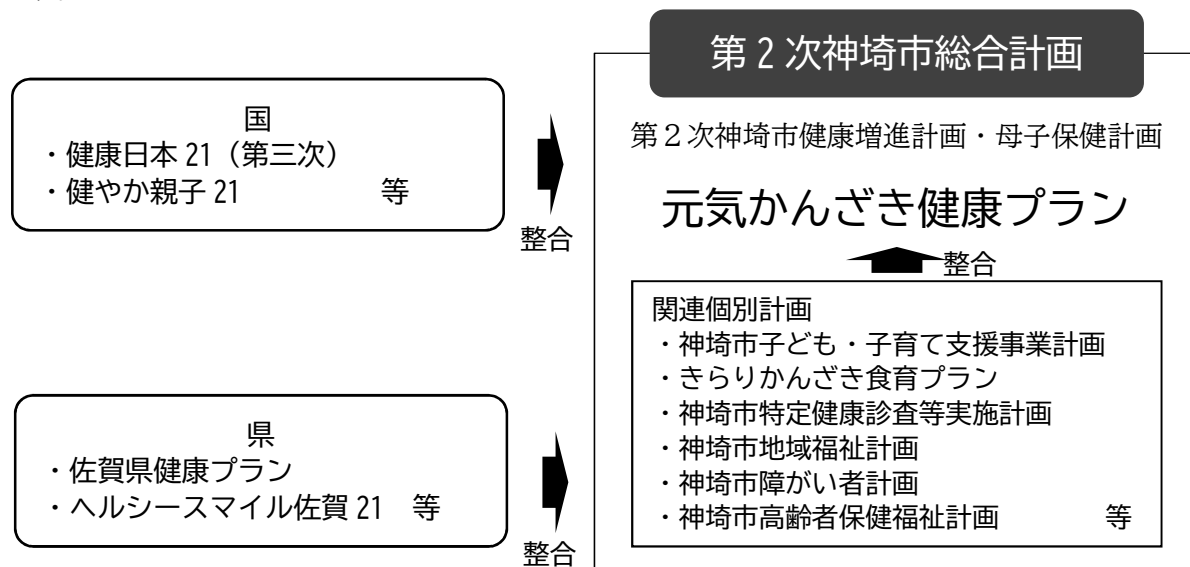 国
・健康日本 21（第三次）
・健やか親子 21 等
整合
県
・佐賀県健康プラン
・ヘルシースマイル佐賀 21 等
整合
第 2 次神埼市総合計画
第２次神埼市健康増進計画・母子保健計画
元気かんざき健康プラン
整合
関連個別計画
・神埼市子ども・子育て支援事業計画
・きらりかんざき食育プラン
・神埼市特定健康診査等実施計画
・神埼市地域福祉計画
・神埼市障がい者計画
・神埼市高齢者保健福祉計画 等